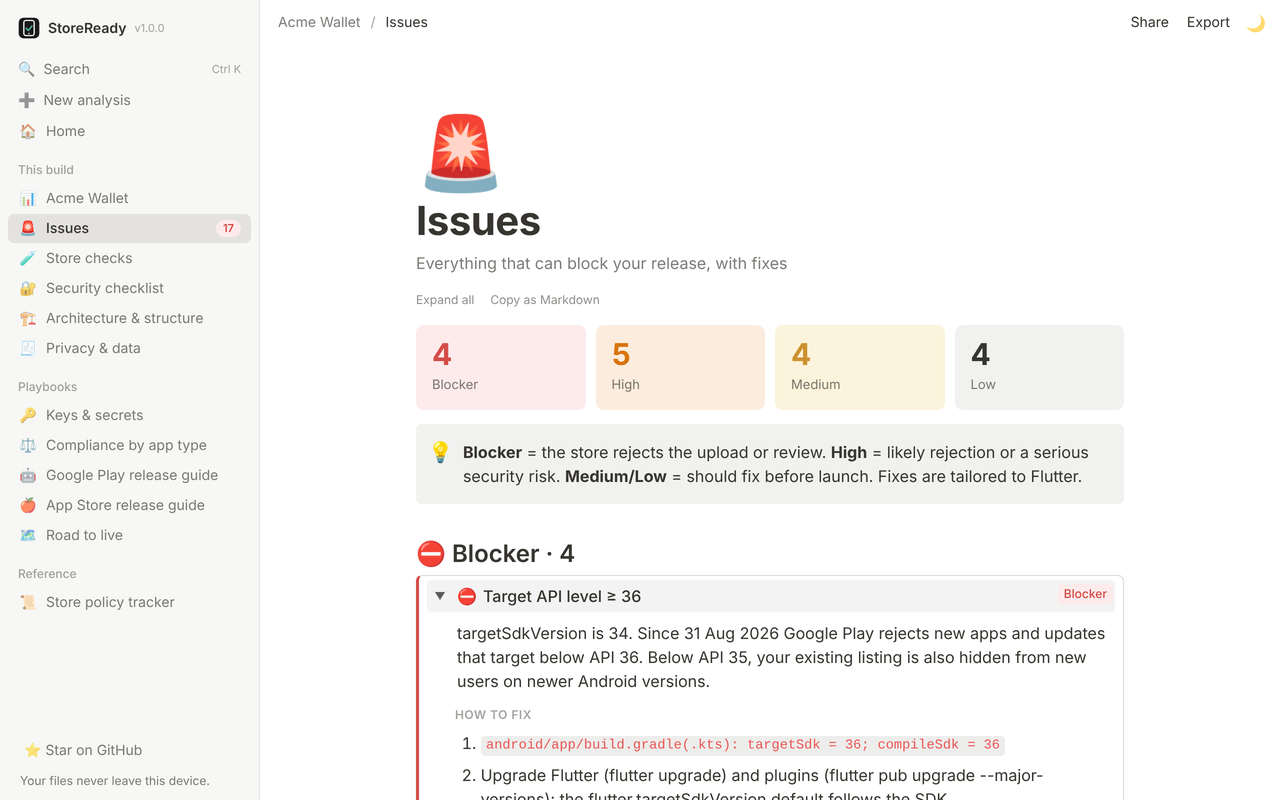 StoreReady v1.0.0
Search Ctrl K
New analysis
Home
This build
Acme Wallet
Issues 17
Store checks
Security checklist
Architecture & structure
Privacy & data
Playbooks
Keys & secrets
Compliance by app type
Google Play release guide
App Store release guide
Road to live
Reference
Store policy tracker
Star on GitHub
Your files never leave this device.
Acme Wallet / Issues
Share Export
Issues
Everything that can block your release, with fixes
Expand all Copy as Markdown
4
Blocker
5
High
4
Medium
4
Low
Blocker = the store rejects the upload or review. High = likely rejection or a serious
security risk. Medium/Low = should fix before launch. Fixes are tailored to Flutter.
Blocker · 4
Target API level ≥ 36 Blocker
targetSdkVersion is 34. Since 31 Aug 2026 Google Play rejects new apps and updates
that target below API 36. Below API 35, your existing listing is also hidden from new
users on newer Android versions.
HOW TO FIX
1. android/app/build.gradle(.kts): targetSdk = 36; compileSdk = 36
2. Upgrade Flutter (flutter upgrade) and plugins (flutter pub upgrade --major-
versions); the flutter.targetSdkVersion default follows the SDK.